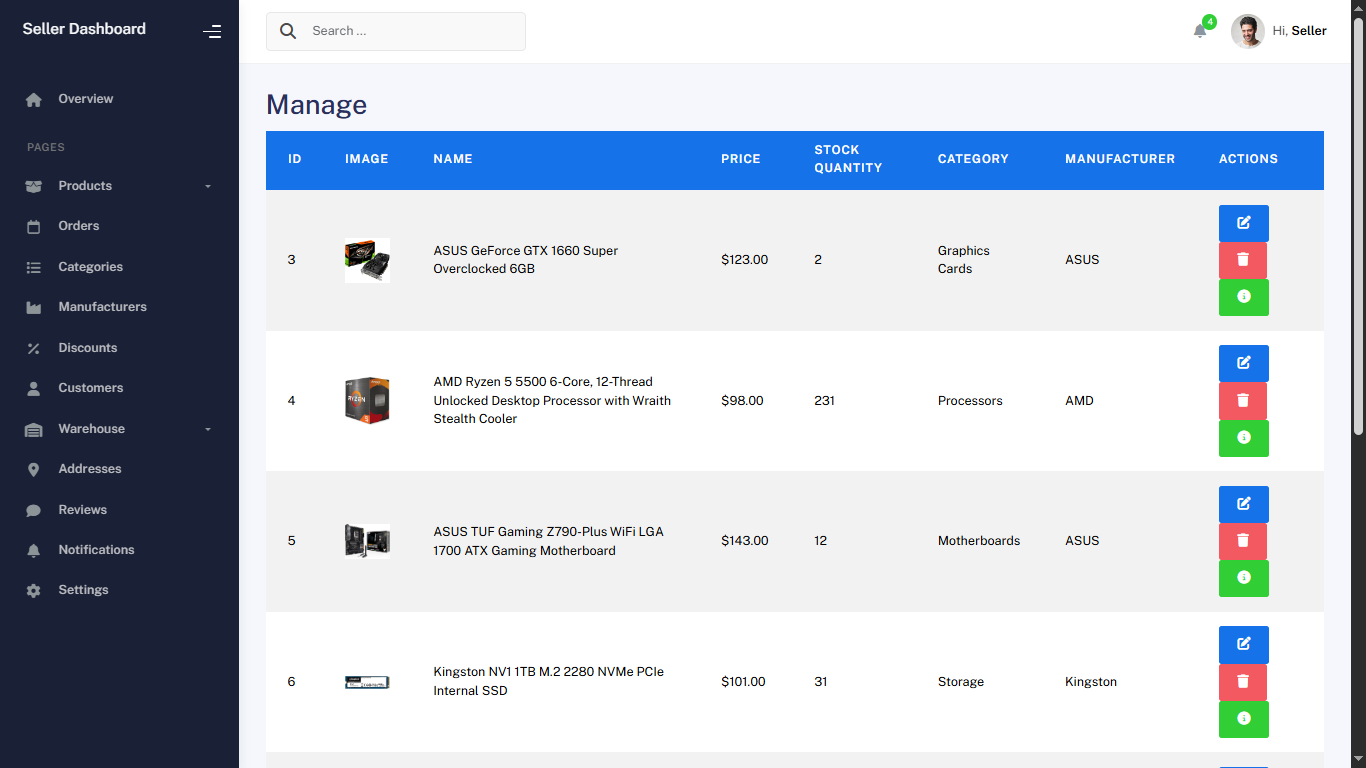 Seller Dashboard
Search ...
4
Hi, Seller
Overview
PAGES
Products
Orders
Categories
Manufacturers
Discounts
Customers
Warehouse
Addresses
Reviews
Notifications
Settings
Manage
ID IMAGE NAME PRICE STOCK QUANTITY CATEGORY MANUFACTURER ACTIONS
3
ASUS GeForce GTX 1660 Super
Overclocked 6GB
$123.00
2
Graphics
Cards
ASUS
4
RYZEN
AMD Ryzen 5 5500 6-Core, 12-Thread
Unlocked Desktop Processor with Wraith
Stealth Cooler
$98.00
231
Processors
AMD
5
ASUS TUF Gaming Z790-Plus WiFi LGA
1700 ATX Gaming Motherboard
$143.00
12
Motherboards
ASUS
6
Kingston NV1 1TB M.2 2280 NVMe PCIe
Internal SSD
$101.00
31
Storage
Kingston